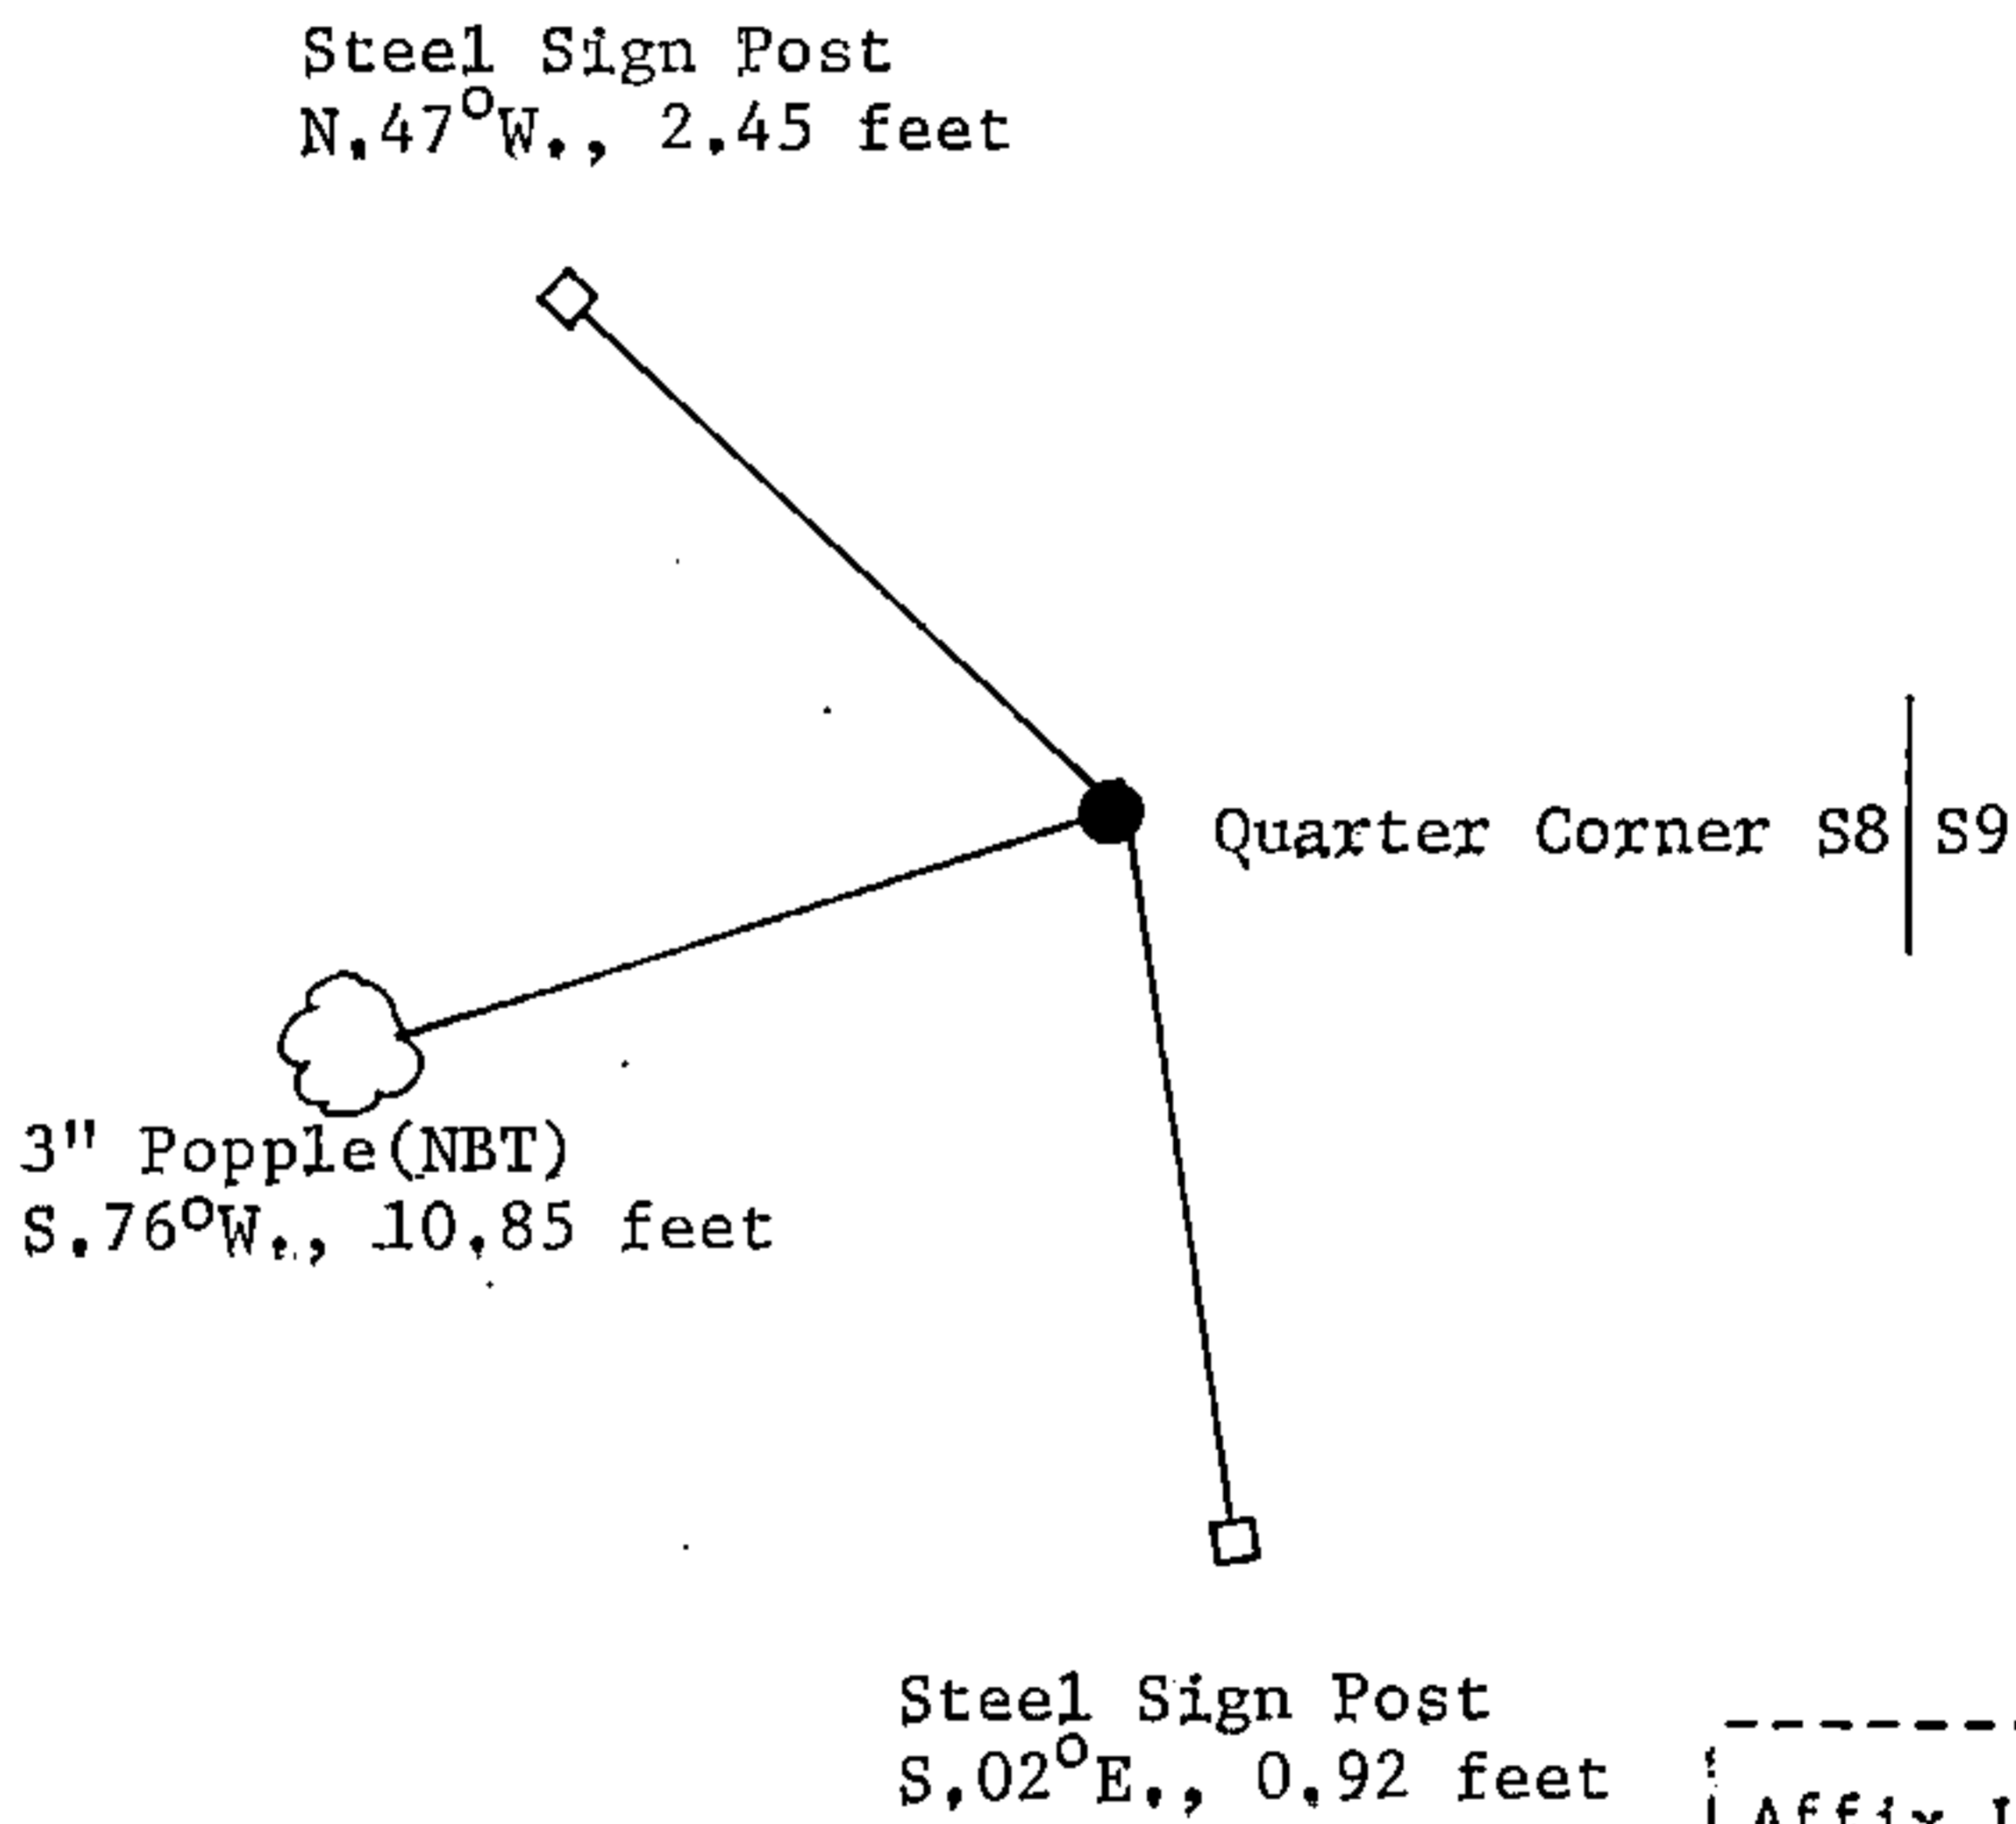 Steel Sign Post
N.47°W., 2.45 feet
Quarter Corner S8 | S9
3" Popple(NBT)
S.76°W., 10.85 feet
Steel Sign Post
S.02°E., 0.92 feet
Affix